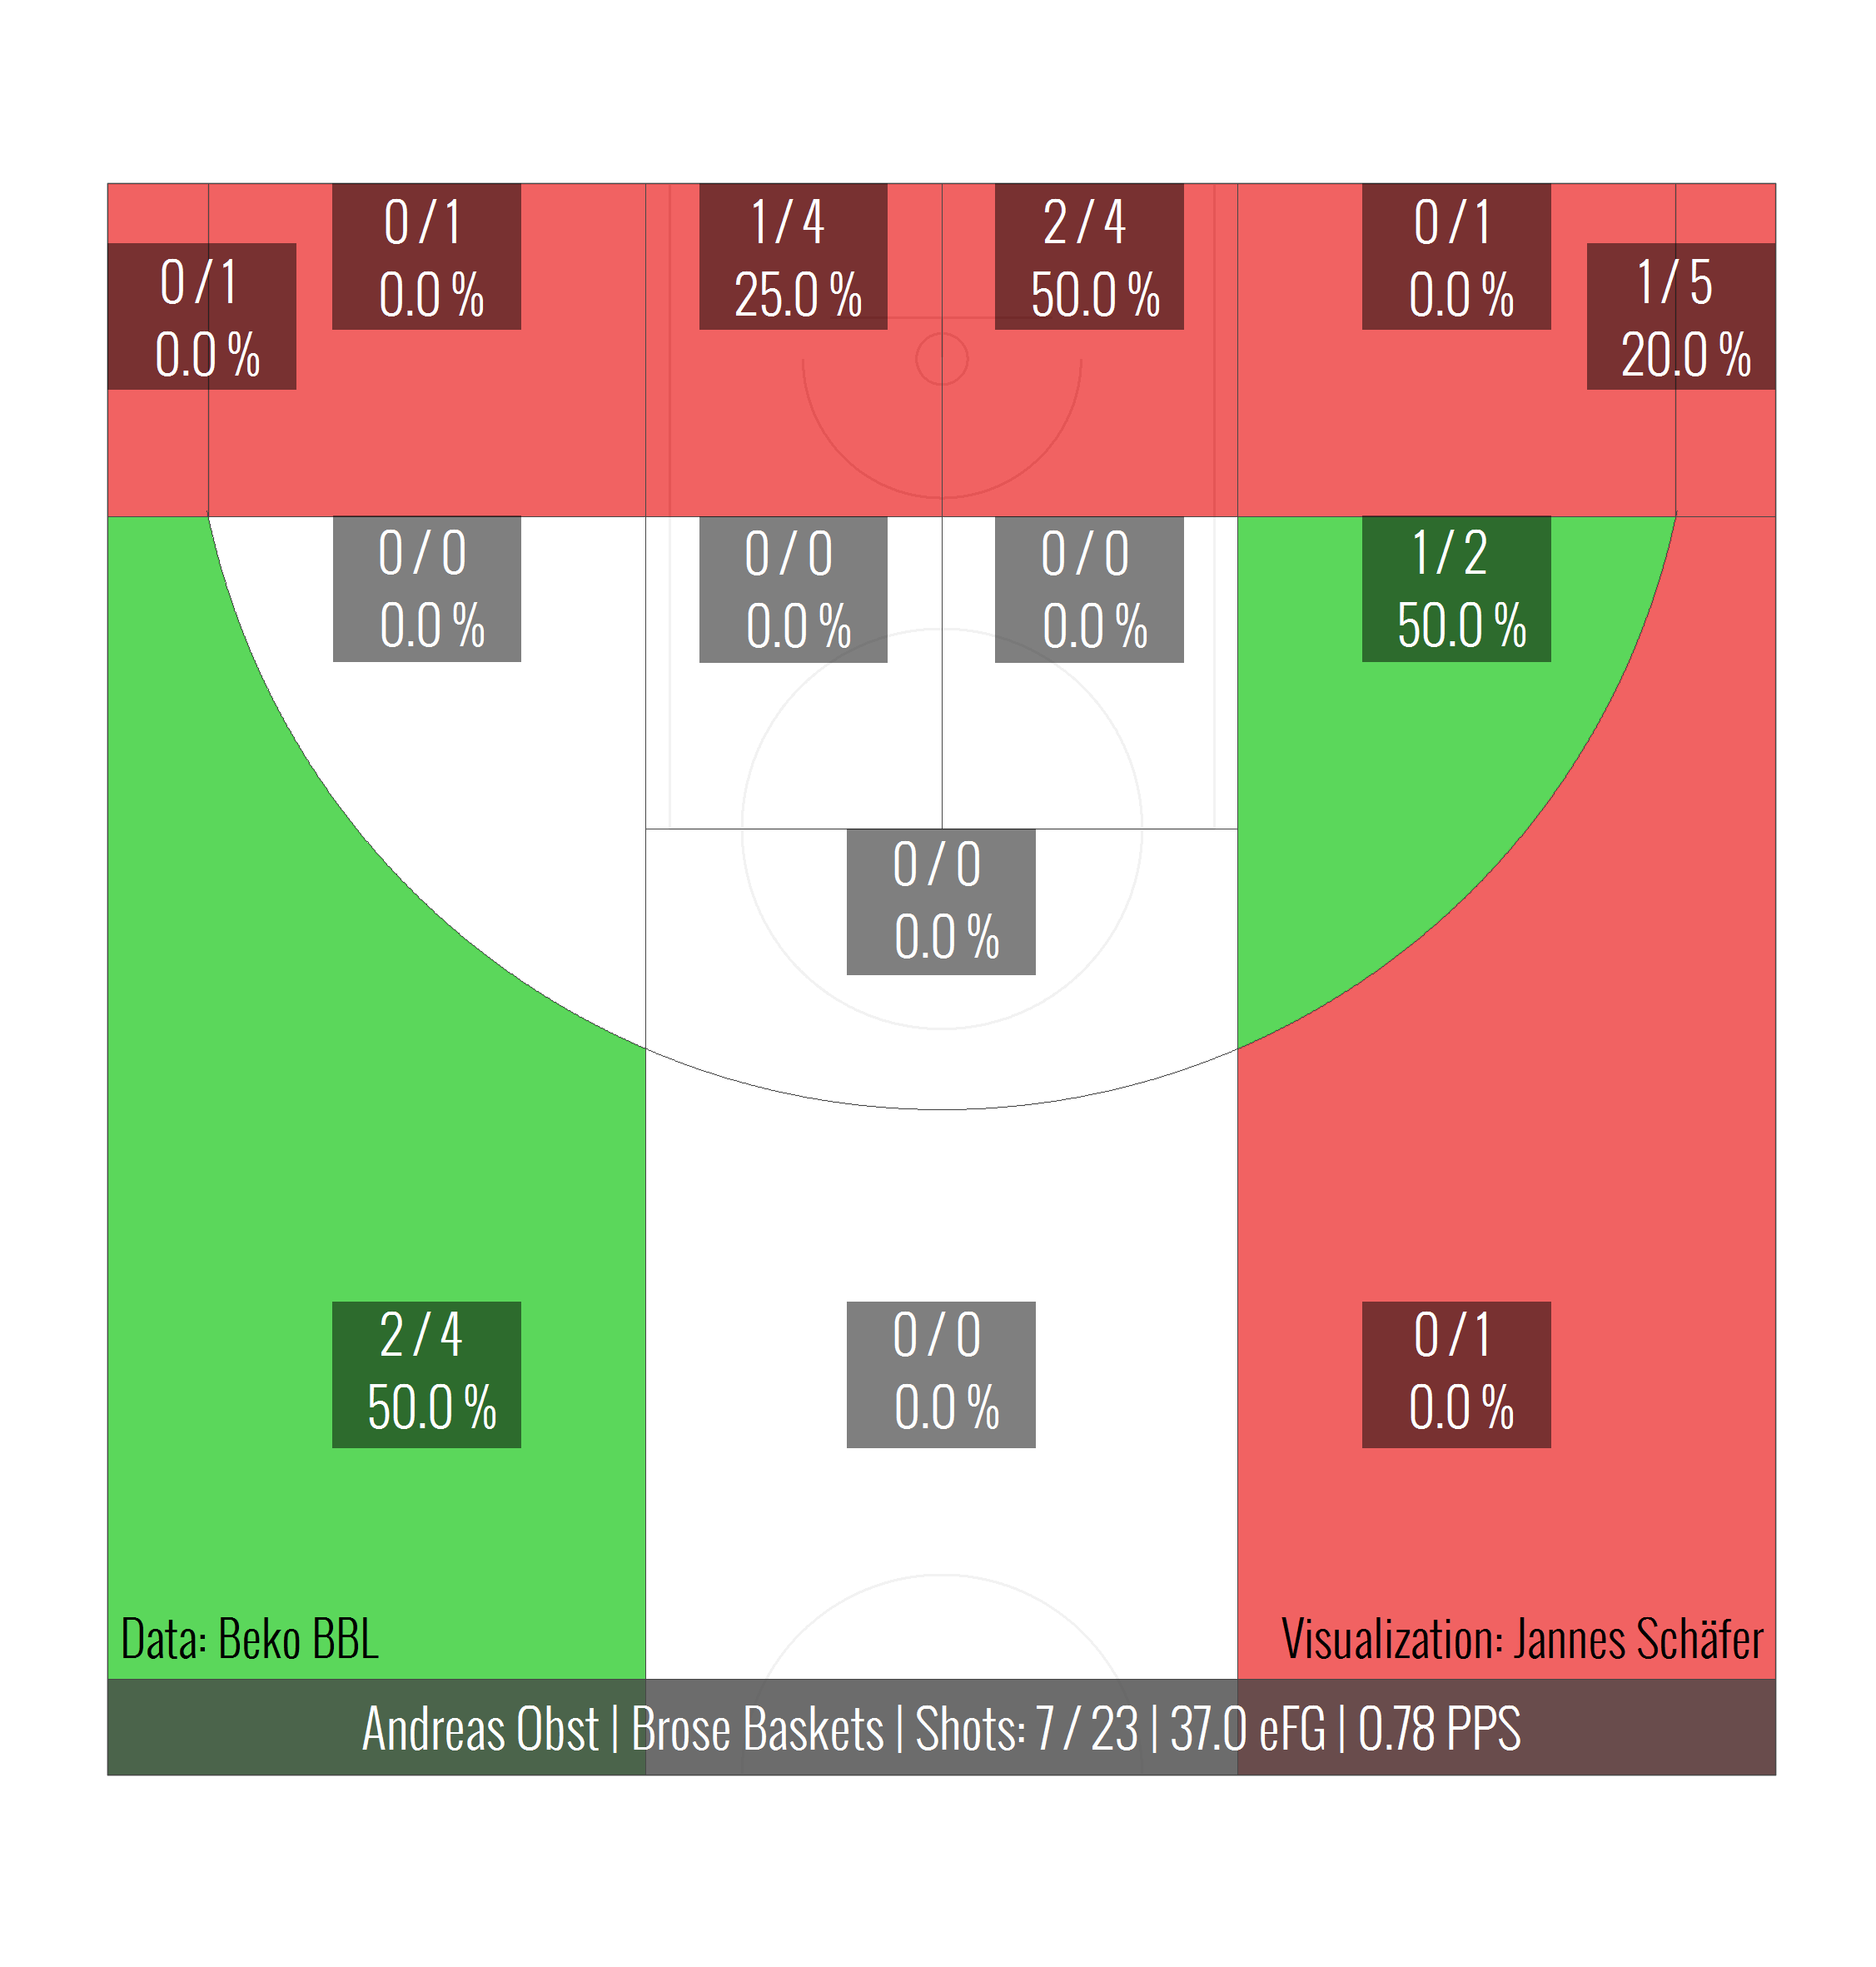 0 / 1
0.0 %
1 / 4
25.0 %
2 / 4
50.0 %
0 / 1
0.0 %
0 / 1
0.0 %
1 / 5
20.0 %
0 / 0
0.0 %
0 / 0
0.0 %
0 / 0
0.0 %
1 / 2
50.0 %
0 / 0
0.0 %
2 / 4
50.0 %
0 / 0
0.0 %
0 / 1
0.0 %
Data: Beko BBL
Visualization: Jannes Schäfer
Andreas Obst | Brose Baskets | Shots: 7 / 23 | 37.0 eFG | 0.78 PPS